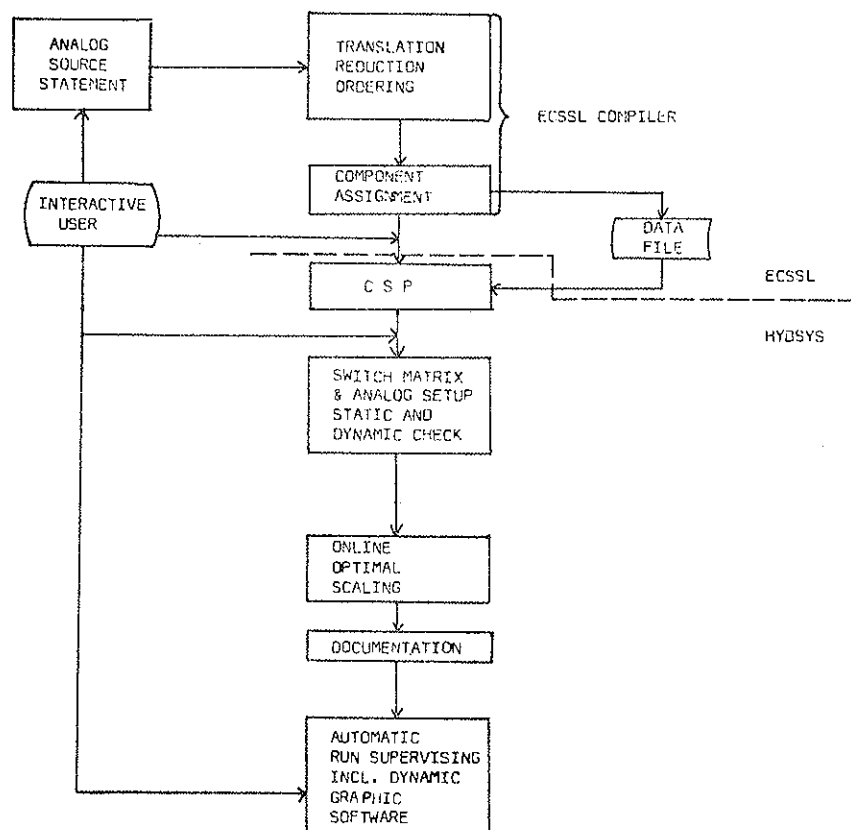 ANALOG
SOURCE
STATEMENT
TRANSLATION
REDUCTION
ORDERING
ECSSL COMPILER
COMPONENT
ASSIGNMENT
INTERACTIVE
USER
DATA
FILE
C S P
ECSSL
HYBSYS
SWITCH MATRIX
& ANALOG SETUP
STATIC AND
DYNAMIC CHECK
ONLINE
OPTIMAL
SCALING
DOCUMENTATION
AUTOMATIC
RUN SUPERVISING
INCL. DYNAMIC
GRAPHIC
SOFTWARE